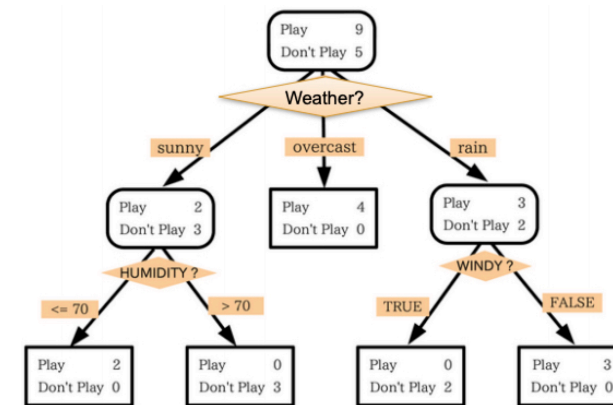 Play 9
Don't Play 5
Weather?
sunny
overcast
rain
Play 2
Don't Play 3
Play 4
Don't Play 0
Play 3
Don't Play 2
HUMIDITY ?
WINDY ?
<= 70
> 70
TRUE
FALSE
Play 2
Don't Play 0
Play 0
Don't Play 3
Play 0
Don't Play 2
Play 3
Don't Play 0